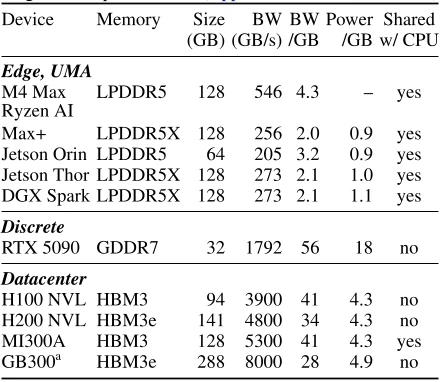 Device Memory Size BW BW Power Shared
(GB) (GB/s) /GB /GB w/ CPU
Edge, UMA
M4 Max LPDDR5 128 546 4.3 – yes
Ryzen AI
Max+ LPDDR5X 128 256 2.0 0.9 yes
Jetson Orin LPDDR5 64 205 3.2 0.9 yes
Jetson Thor LPDDR5X 128 273 2.1 1.0 yes
DGX Spark LPDDR5X 128 273 2.1 1.1 yes
Discrete
RTX 5090 GDDR7 32 1792 56 18 no
Datacenter
H100 NVL HBM3 94 3900 41 4.3 no
H200 NVL HBM3e 141 4800 34 4.3 no
MI300A HBM3 128 5300 41 4.3 yes
GB300ᵃ HBM3e 288 8000 28 4.9 no